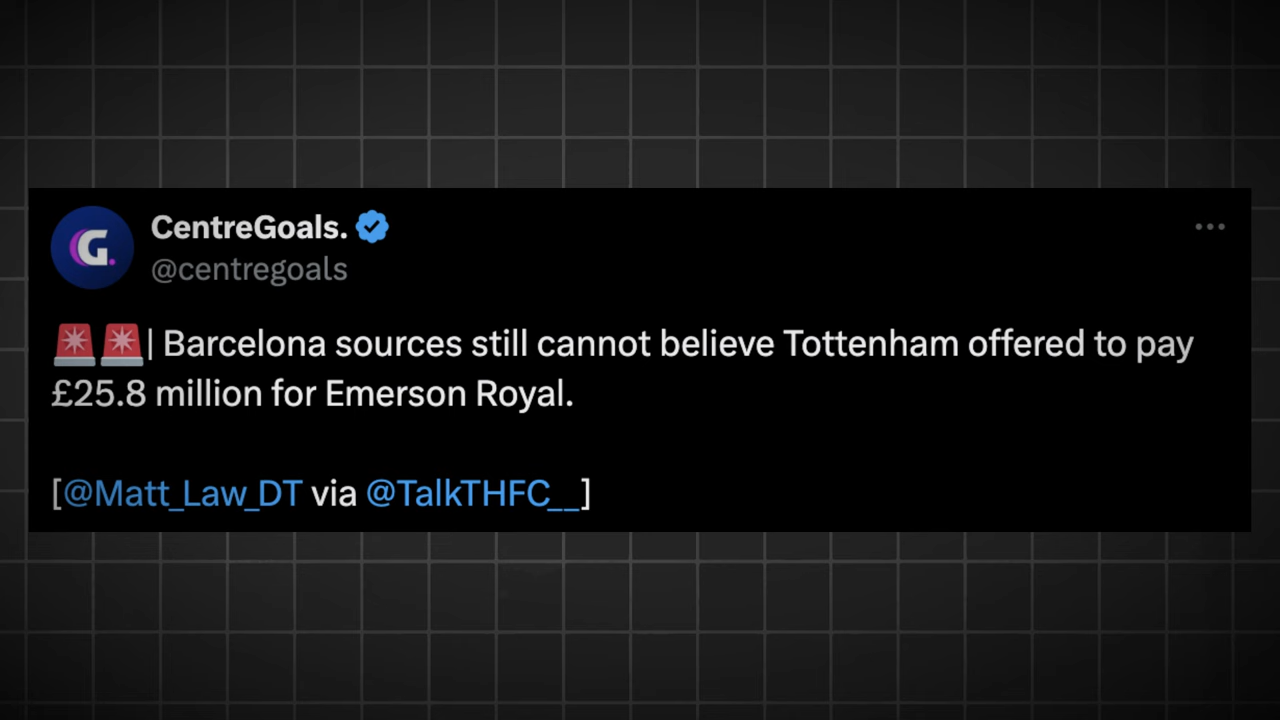 CentreGoals.
@centregoals
🚨🚨| Barcelona sources still cannot believe Tottenham offered to pay
£25.8 million for Emerson Royal.
[@Matt_Law_DT via @TalkTHFC__]